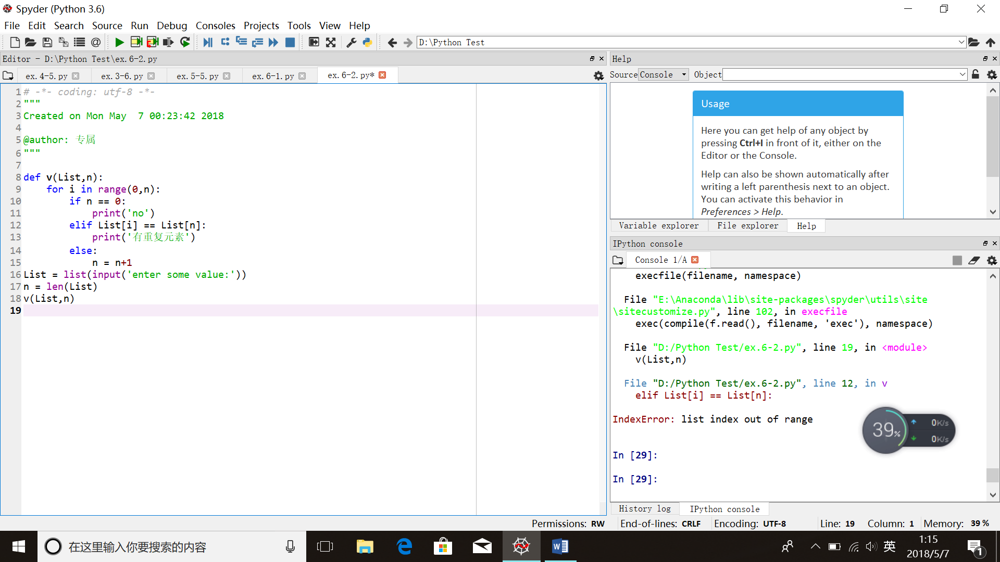 Spyder (Python 3.6)
File Edit Search Source Run Debug Consoles Projects Tools View Help
D:\Python Test
Editor - D:\Python Test\ex.6-2.py
ex.4-5.py ex.3-6.py ex.5-5.py ex.6-1.py ex.6-2.py*
1 # -*- coding: utf-8 -*-
2 """
3 Created on Mon May  7 00:23:42 2018
4
5 @author: 专属
6 """
7
8 def v(List,n):
9     for i in range(0,n):
10         if n == 0:
11             print('no')
12         elif List[i] == List[n]:
13             print('有重复元素')
14         else:
15             n = n+1
16 List = list(input('enter some value:'))
17 n = len(List)
18 v(List,n)
19
Help
Source Console Object
Usage
Here you can get help of any object by
pressing Ctrl+I in front of it, either on the
Editor or the Console.
Help can also be shown automatically after
writing a left parenthesis next to an object.
You can activate this behavior in
Preferences > Help.
Variable explorer File explorer Help
IPython console
Console 1/A
execfile(filename, namespace)
File "E:\Anaconda\lib\site-packages\spyder\utils\site
\sitecustomize.py", line 102, in execfile
exec(compile(f.read(), filename, 'exec'), namespace)
File "D:/Python Test/ex.6-2.py", line 19, in <module>
v(List,n)
File "D:/Python Test/ex.6-2.py", line 12, in v
elif List[i] == List[n]:
IndexError: list index out of range
In [29]:
In [29]:
39%
0K/s
0K/s
History log IPython console
Permissions: RW End-of-lines: CRLF Encoding: UTF-8 Line: 19 Column: 1 Memory: 39 %
在这里输入你要搜索的内容
英
1:15
2018/5/7
1